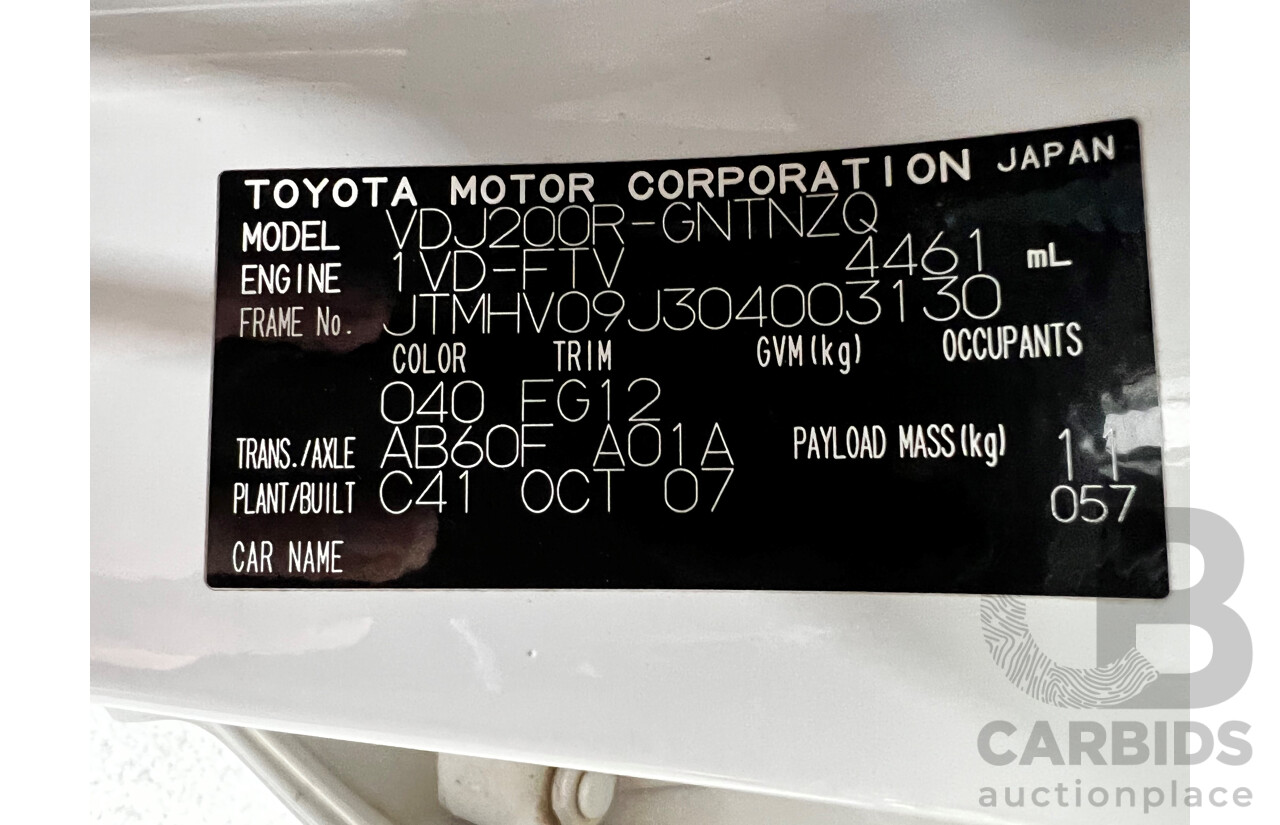 TOYOTA MOTOR CORPORATION JAPAN
MODEL VDJ200R-GNTNZQ
ENGINE 1VD-FTV 4461 mL
FRAME No. JTMHV09J304003130
COLOR TRIM GVM(kg) OCCUPANTS
040 FG12
TRANS./AXLE AB60F A01A PAYLOAD MASS(kg) 11
PLANT/BUILT C41 OCT 07 057
CAR NAME
CB
CARBIDS
auctionplace